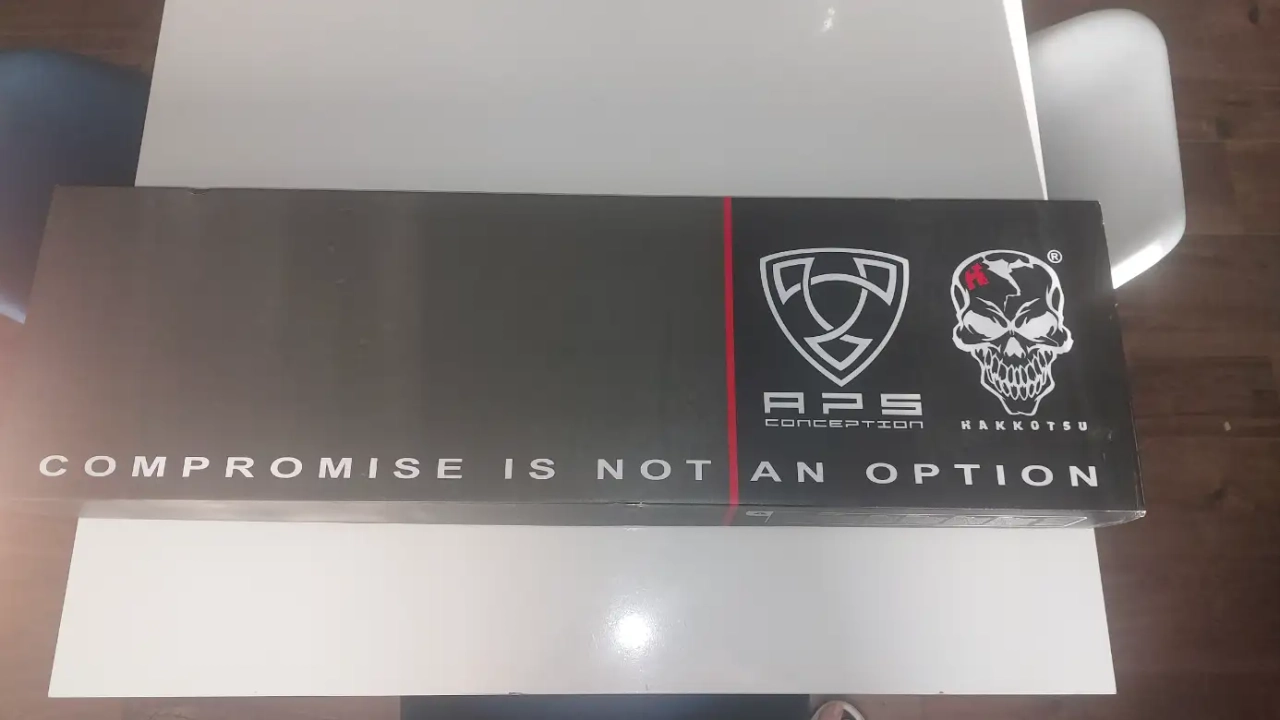 H ®
APS
CONCEPTION
HAKKOTSU
COMPROMISE IS NOT AN OPTION